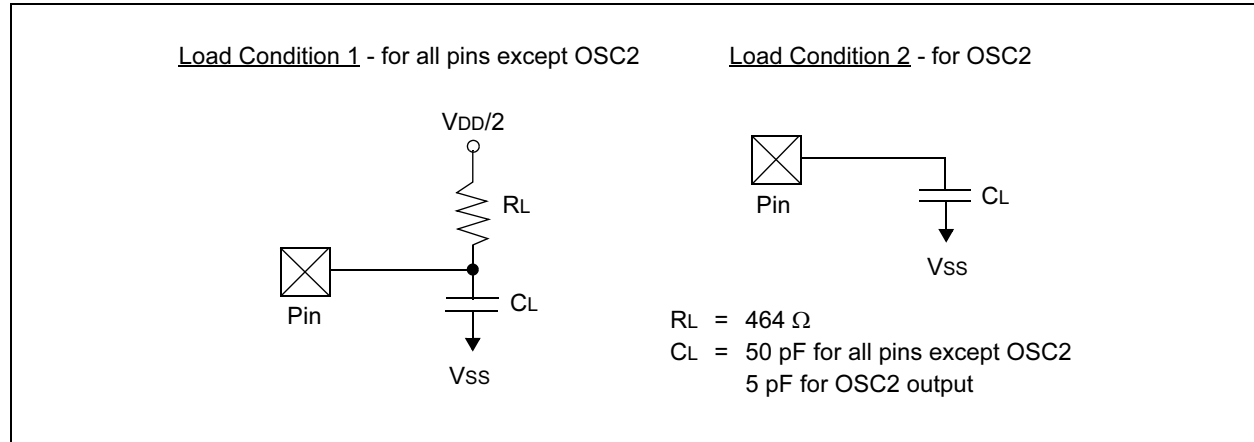 Load Condition 1 - for all pins except OSC2
VDD/2
RL
Pin
CL
VSS
Load Condition 2 - for OSC2
Pin
CL
VSS
RL = 464 Ω
CL = 50 pF for all pins except OSC2
5 pF for OSC2 output